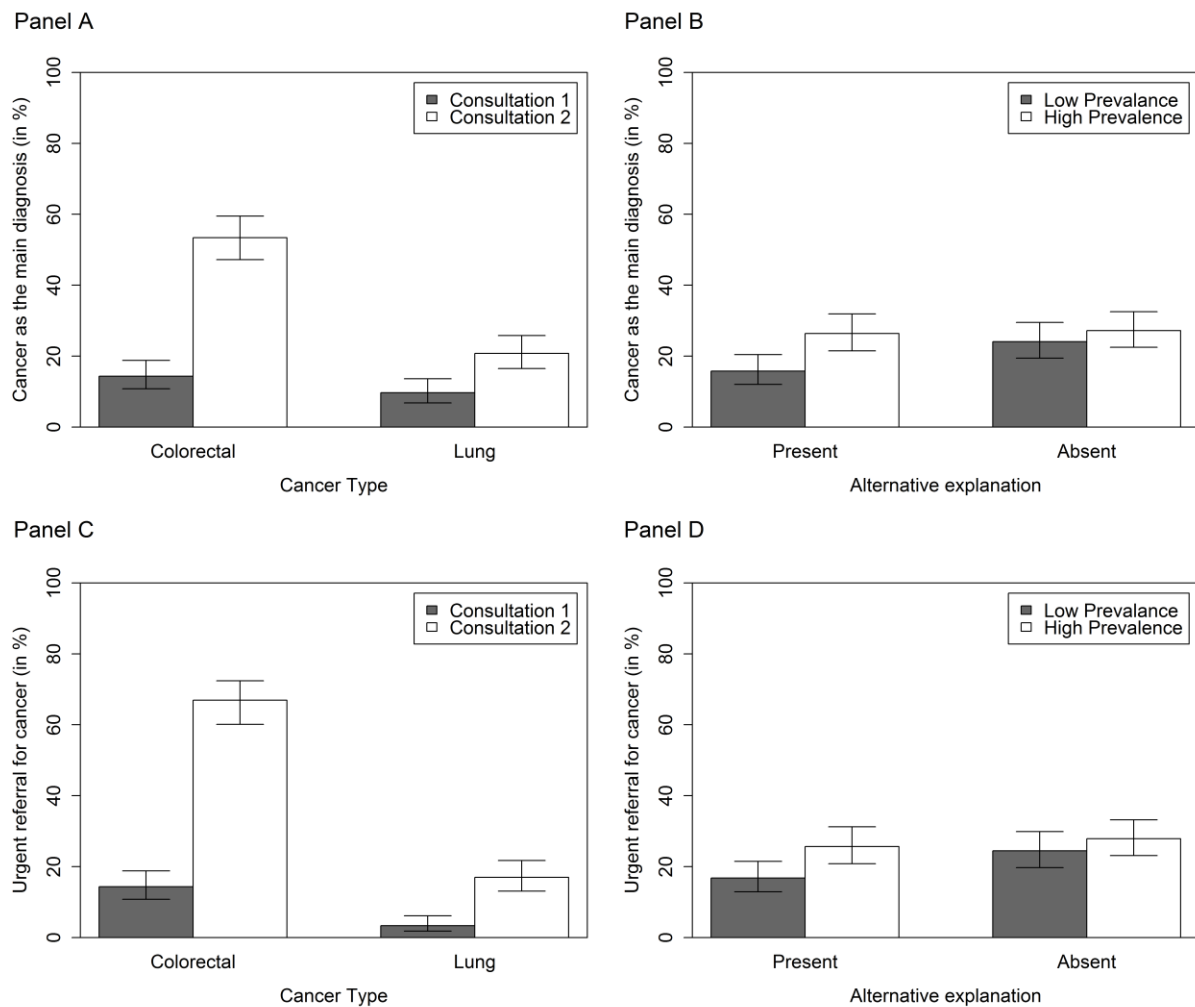 Panel A
Cancer as the main diagnosis (in %)
100
80
60
40
20
0
Consultation 1
Consultation 2
Colorectal
Lung
Cancer Type
Panel B
Cancer as the main diagnosis (in %)
100
80
60
40
20
0
Low Prevalance
High Prevalence
Present
Absent
Alternative explanation
Panel C
Urgent referral for cancer (in %)
100
80
60
40
20
0
Consultation 1
Consultation 2
Colorectal
Lung
Cancer Type
Panel D
Urgent referral for cancer (in %)
100
80
60
40
20
0
Low Prevalance
High Prevalence
Present
Absent
Alternative explanation